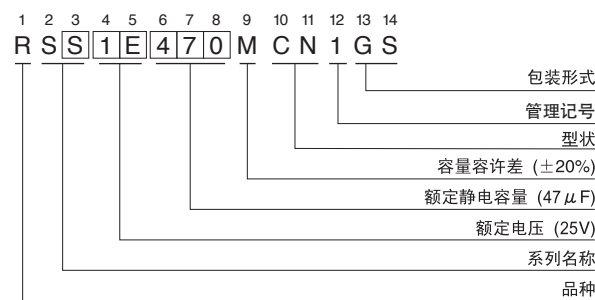 1 2 3 4 5 6 7 8 9 10 11 12 13 14
R S S 1 E 4 7 0 M C N 1 G S
包装形式
管理记号
型状
容量容许差 (±20%)
额定静电容量 (47μF)
额定电压 (25V)
系列名称
品种